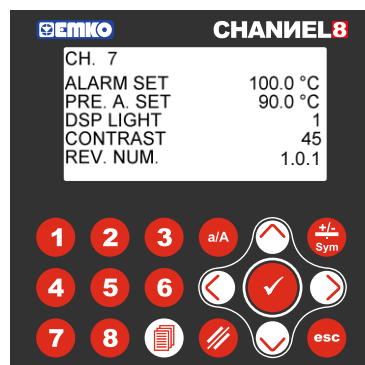 EMKO CHANNEL8
CH. 7
ALARM SET 100.0 °C
PRE. A. SET 90.0 °C
DSP LIGHT 1
CONTRAST 45
REV. NUM. 1.0.1
1 2 3 a/A +/- Sym
4 5 6
7 8 esc